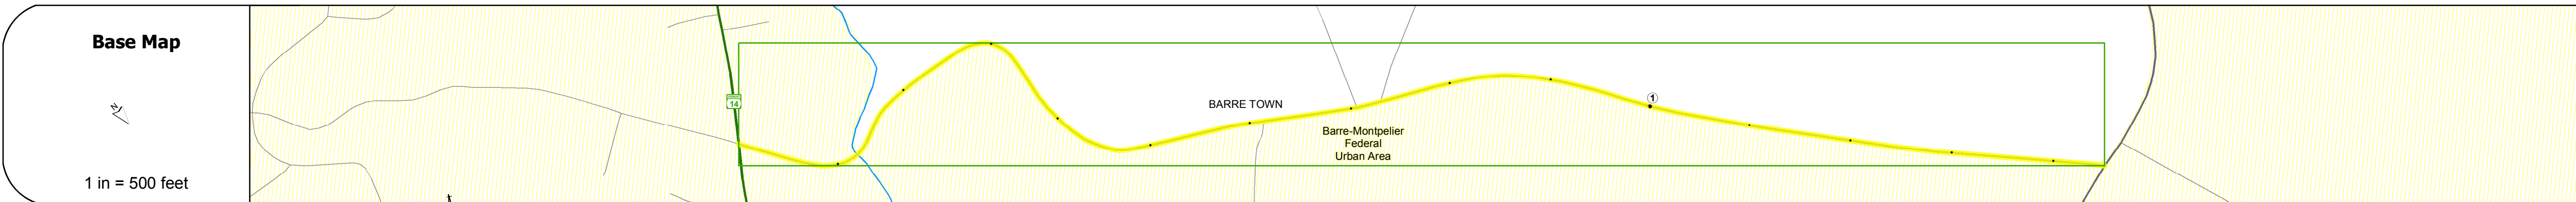 Base Map
N
1 in = 500 feet
14
BARRE TOWN
Barre-Montpelier
Federal
Urban Area
1